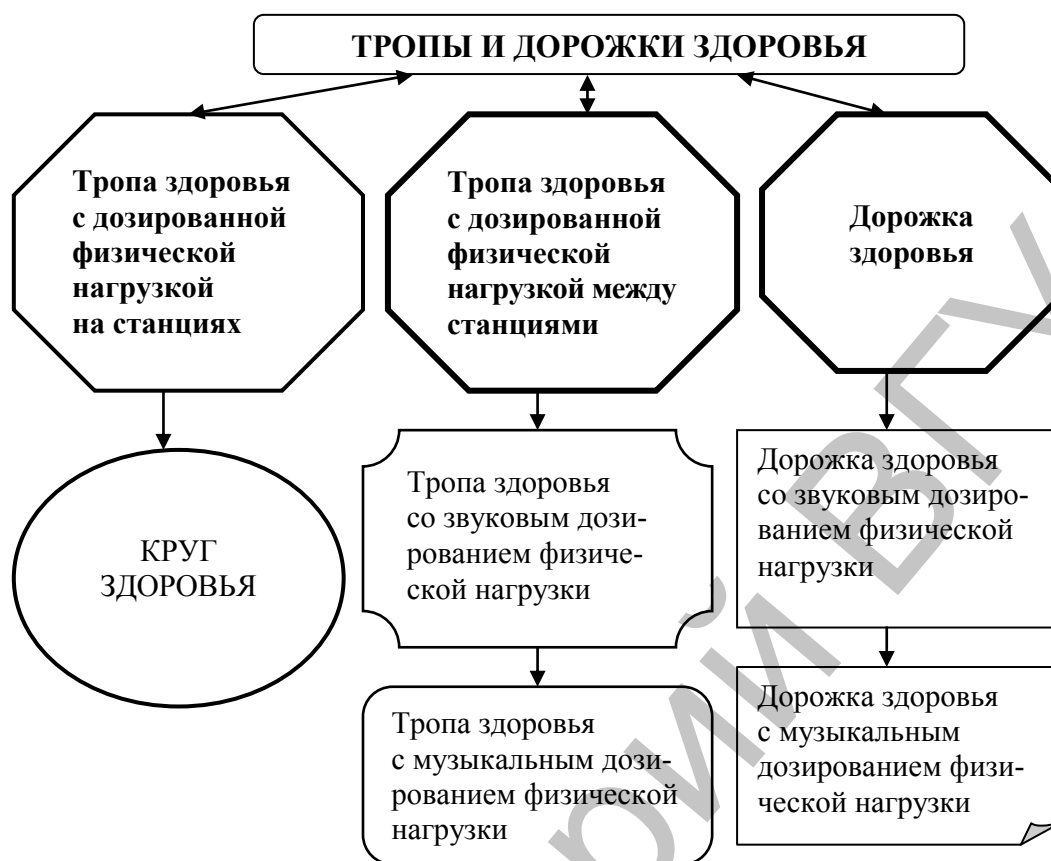 ТРОПЫ И ДОРОЖКИ ЗДОРОВЬЯ
Тропа здоровья
с дозированной
физической
нагрузкой
на станциях
Тропа здоровья
с дозированной
физической
нагрузкой между
станциями
Дорожка
здоровья
КРУГ
ЗДОРОВЬЯ
Тропа здоровья
со звуковым дози-
рованием физиче-
ской нагрузки
Дорожка здоровья
со звуковым дозиро-
ванием физической
нагрузки
Тропа здоровья
с музыкальным дози-
рованием физической
нагрузки
Дорожка здоровья
с музыкальным
дозированием физи-
ческой нагрузки
рий ВГУ